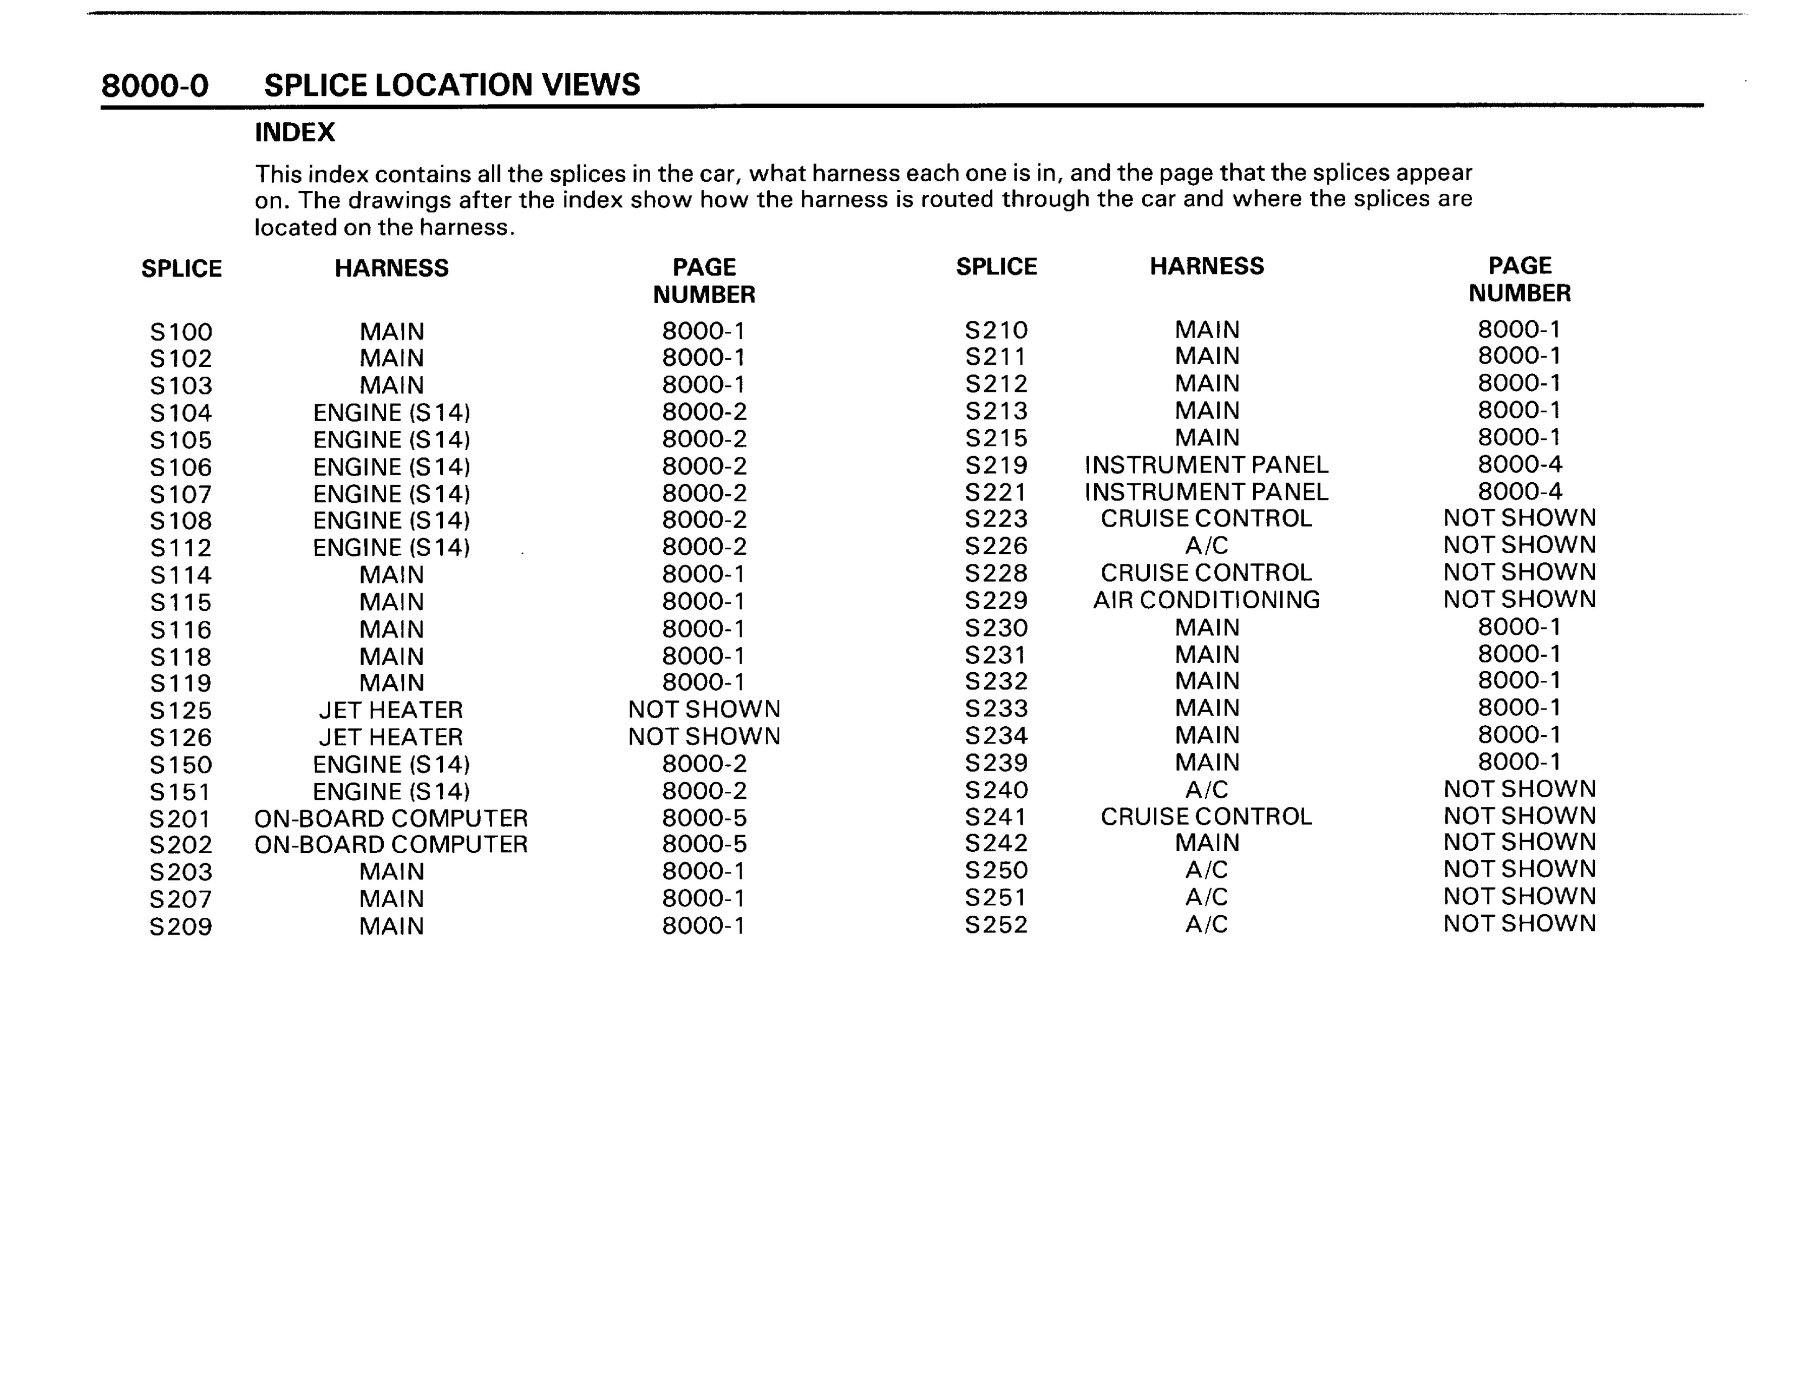 8000-0 SPLICE LOCATION VIEWS
INDEX
This index contains all the splices in the car, what harness each one is in, and the page that the splices appear
on. The drawings after the index show how the harness is routed through the car and where the splices are
located on the harness.
SPLICE HARNESS PAGE NUMBER
S100 MAIN 8000-1
S102 MAIN 8000-1
S103 MAIN 8000-1
S104 ENGINE (S14) 8000-2
S105 ENGINE (S14) 8000-2
S106 ENGINE (S14) 8000-2
S107 ENGINE (S14) 8000-2
S108 ENGINE (S14) 8000-2
S112 ENGINE (S14) 8000-2
S114 MAIN 8000-1
S115 MAIN 8000-1
S116 MAIN 8000-1
S118 MAIN 8000-1
S119 MAIN 8000-1
S125 JET HEATER NOT SHOWN
S126 JET HEATER NOT SHOWN
S150 ENGINE (S14) 8000-2
S151 ENGINE (S14) 8000-2
S201 ON-BOARD COMPUTER 8000-5
S202 ON-BOARD COMPUTER 8000-5
S203 MAIN 8000-1
S207 MAIN 8000-1
S209 MAIN 8000-1
SPLICE HARNESS PAGE NUMBER
S210 MAIN 8000-1
S211 MAIN 8000-1
S212 MAIN 8000-1
S213 MAIN 8000-1
S215 MAIN 8000-1
S219 INSTRUMENT PANEL 8000-4
S221 INSTRUMENT PANEL 8000-4
S223 CRUISE CONTROL NOT SHOWN
S226 A/C NOT SHOWN
S228 CRUISE CONTROL NOT SHOWN
S229 AIR CONDITIONING NOT SHOWN
S230 MAIN 8000-1
S231 MAIN 8000-1
S232 MAIN 8000-1
S233 MAIN 8000-1
S234 MAIN 8000-1
S239 MAIN 8000-1
S240 A/C NOT SHOWN
S241 CRUISE CONTROL NOT SHOWN
S242 MAIN NOT SHOWN
S250 A/C NOT SHOWN
S251 A/C NOT SHOWN
S252 A/C NOT SHOWN